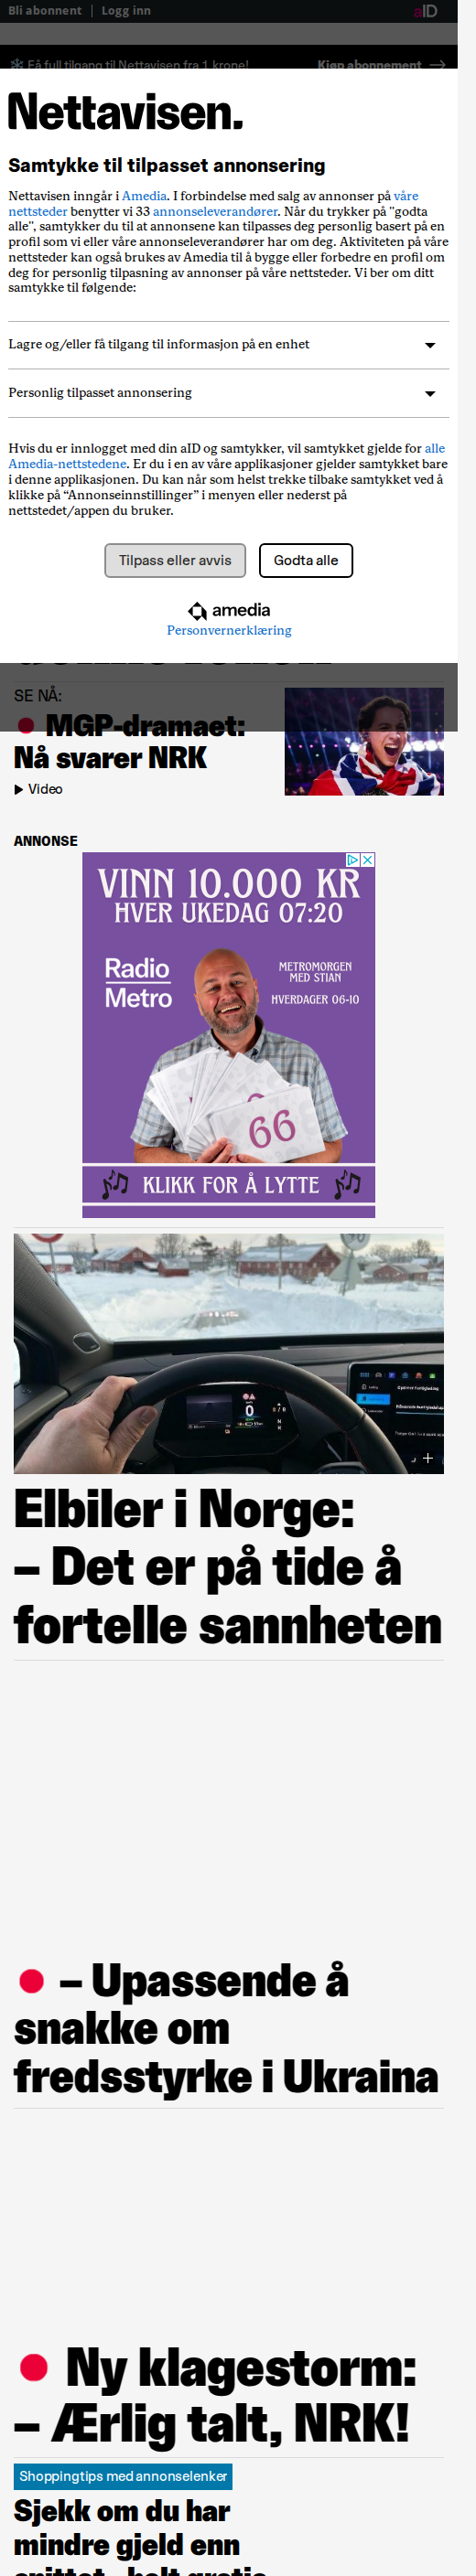 Bli abonnent | Logg inn
aID
Få full tilgang til Nettavisen fra 1 krone!
Kjøp abonnement
Nettavisen.
Samtykke til tilpasset annonsering
Nettavisen inngår i Amedia. I forbindelse med salg av annonser på våre
nettsteder benytter vi 33 annonseleverandører. Når du trykker på "godta
alle", samtykker du til at annonsene kan tilpasses deg personlig basert på en
profil som vi eller våre annonseleverandører har om deg. Aktiviteten på våre
nettsteder kan også brukes av Amedia til å bygge eller forbedre en profil om
deg for personlig tilpasning av annonser på våre nettsteder. Vi ber om ditt
samtykke til følgende:
Lagre og/eller få tilgang til informasjon på en enhet
Personlig tilpasset annonsering
Hvis du er innlogget med din aID og samtykker, vil samtykket gjelde for alle
Amedia-nettstedene. Er du i en av våre applikasjoner gjelder samtykket bare
i denne applikasjonen. Du kan når som helst trekke tilbake samtykket ved å
klikke på “Annonseinnstillinger” i menyen eller nederst på
nettstedet/appen du bruker.
Tilpass eller avvis
Godta alle
amedia
Personvernerklæring
SE NÅ:
MGP-dramaet:
Nå svarer NRK
Video
ANNONSE
VINN 10.000 KR
HVER UKEDAG 07:20
Radio
Metro
METROMORGEN
MED STIAN
HVERDAGER 06-10
66
KLIKK FOR Å LYTTE
Elbiler i Norge:
– Det er på tide å
fortelle sannheten
– Upassende å
snakke om
fredsstyrke i Ukraina
Ny klagestorm:
– Ærlig talt, NRK!
Shoppingtips med annonselenker
Sjekk om du har
mindre gjeld enn